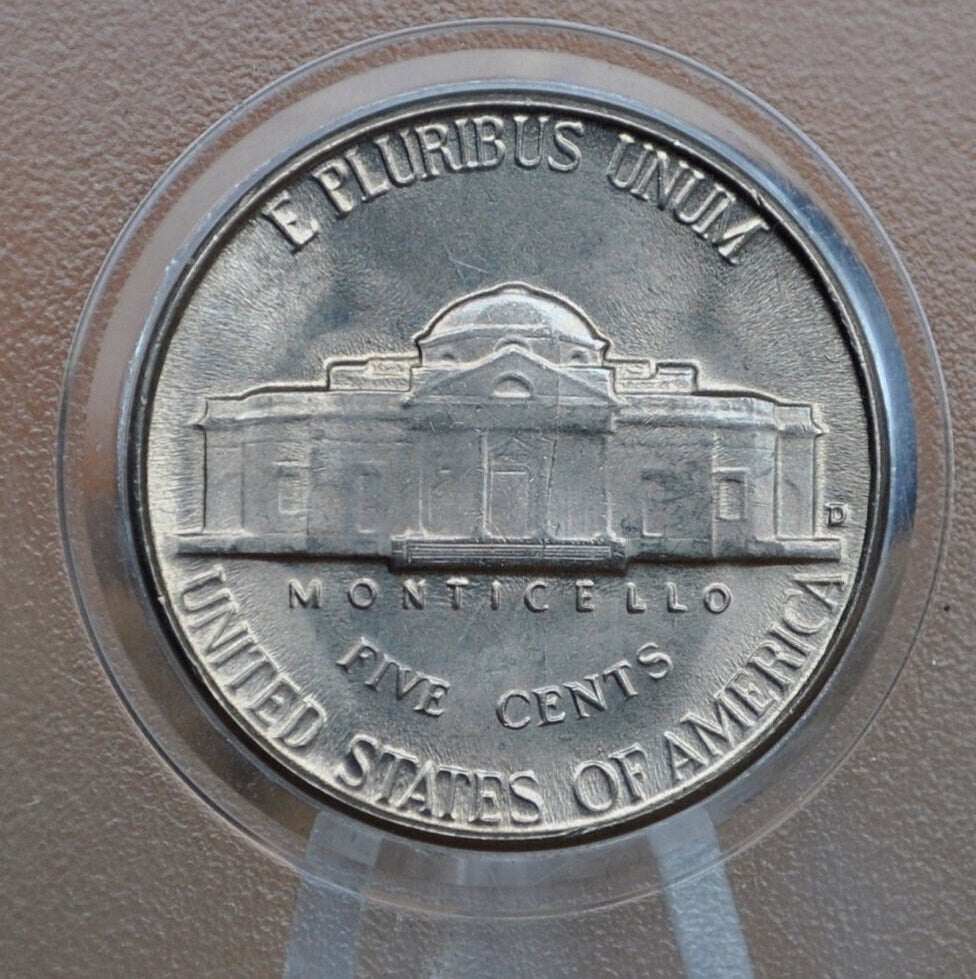 E PLURIBUS UNUM
D
MONTICELLO
FIVE CENTS
UNITED STATES OF AMERICA